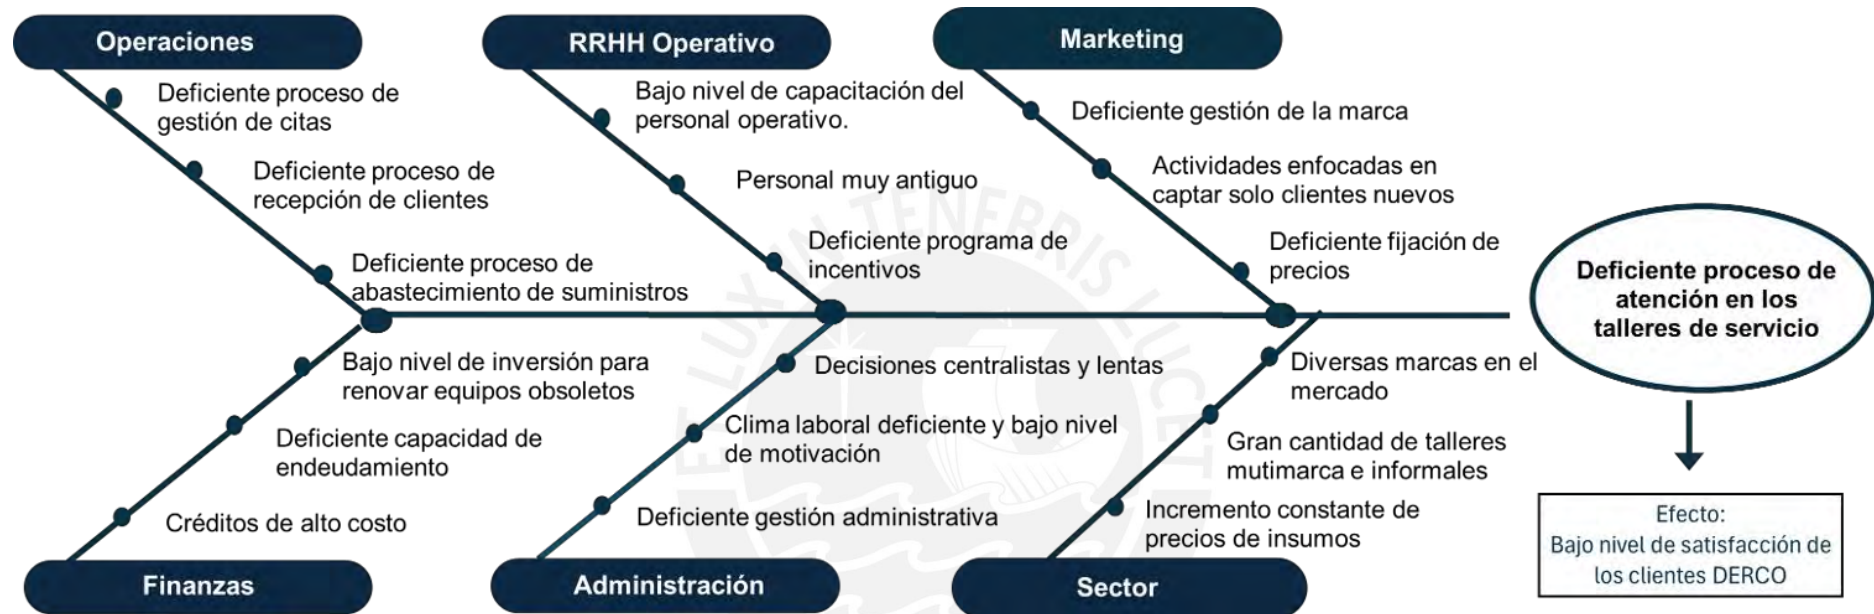 Operaciones
Deficiente proceso de
gestión de citas
Deficiente proceso de
recepción de clientes
Deficiente proceso de
abastecimiento de suministros
RRHH Operativo
Bajo nivel de capacitación del
personal operativo.
Personal muy antiguo
Deficiente programa de
incentivos
Marketing
Deficiente gestión de la marca
Actividades enfocadas en
captar solo clientes nuevos
Deficiente fijación de
precios
Bajo nivel de inversión para
renovar equipos obsoletos
Deficiente capacidad de
endeudamiento
Créditos de alto costo
Finanzas
Decisiones centralistas y lentas
Clima laboral deficiente y bajo nivel
de motivación
Deficiente gestión administrativa
Administración
Diversas marcas en el
mercado
Gran cantidad de talleres
mutimarca e informales
Incremento constante de
precios de insumos
Sector
Deficiente proceso de
atención en los
talleres de servicio
Efecto:
Bajo nivel de satisfacción de
los clientes DERCO
ET LUX IN TENEBRIS LUCET